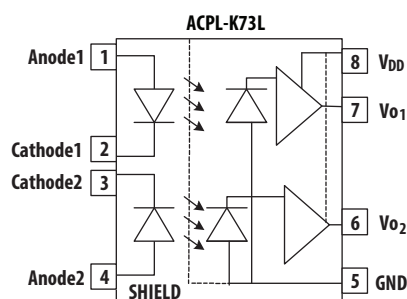 ACPL-K73L
Anode1 1
8 VDD
7 Vo1
Cathode1 2
Cathode2 3
6 Vo2
Anode2 4
5 GND
SHIELD